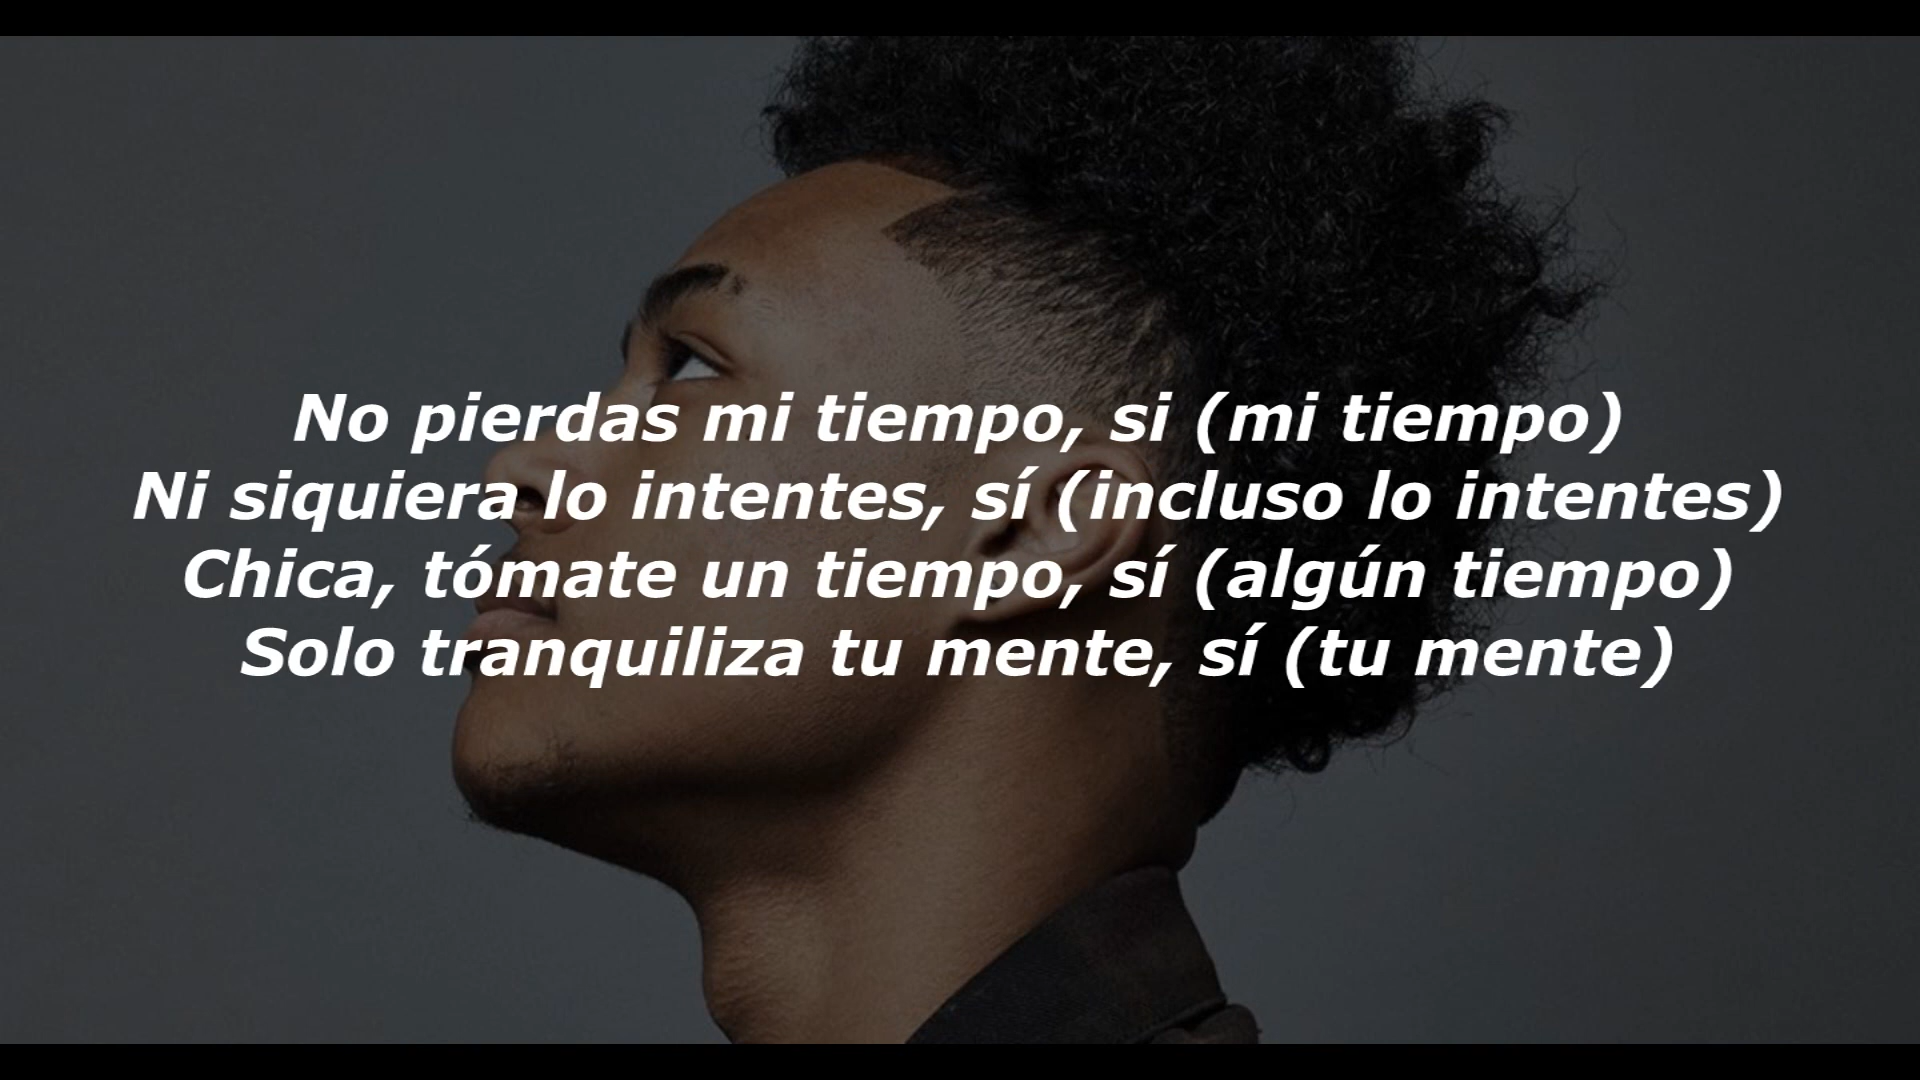 No pierdas mi tiempo, si (mi tiempo)
Ni siquiera lo intentes, sí (incluso lo intentes)
Chica, tómate un tiempo, sí (algún tiempo)
Solo tranquiliza tu mente, sí (tu mente)